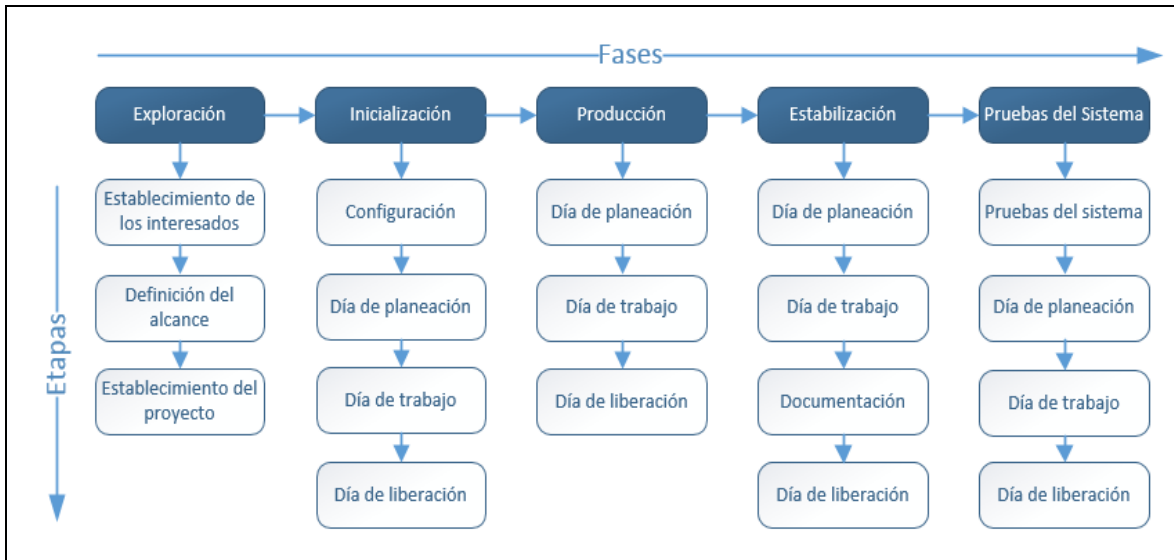 Fases
Exploración
Inicialización
Producción
Estabilización
Pruebas del Sistema
Etapas
Establecimiento de
los interesados
Definición del
alcance
Establecimiento del
proyecto
Configuración
Día de planeación
Día de trabajo
Día de liberación
Día de planeación
Día de trabajo
Día de liberación
Día de planeación
Día de trabajo
Documentación
Día de liberación
Pruebas del sistema
Día de planeación
Día de trabajo
Día de liberación